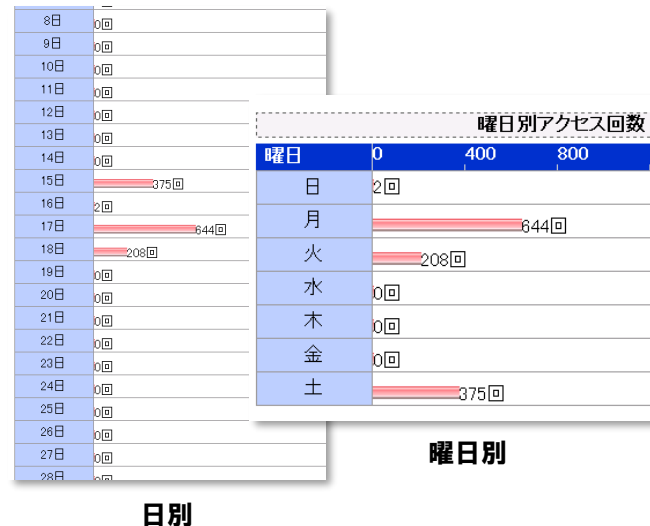 8日 0回
9日 0回
10日 0回
11日 0回
12日 0回
13日 0回
14日 0回
15日 375回
16日 2回
17日 644回
18日 208回
19日 0回
20日 0回
21日 0回
22日 0回
23日 0回
24日 0回
25日 0回
26日 0回
27日 0回
28日 0回
日別
曜日別アクセス回数
曜日 0 400 800
日 2回
月 644回
火 208回
水 0回
木 0回
金 0回
土 375回
曜日別